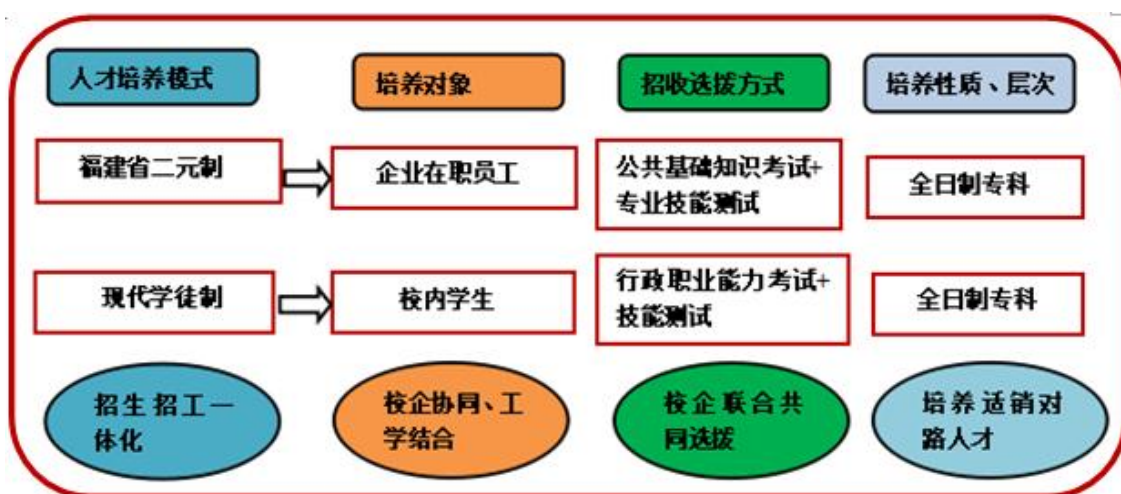 人才培养模式
培养对象
招收选拨方式
培养性质、层次
福建省二元制
企业在职员工
公共基础知识考试+
专业技能测试
全日制专科
现代学徒制
校内学生
行政职业能力考试+
技能测试
全日制专科
招生招工一
体化
校企协同、工
学结合
校企联合共
同选拨
培养适销对
路人才